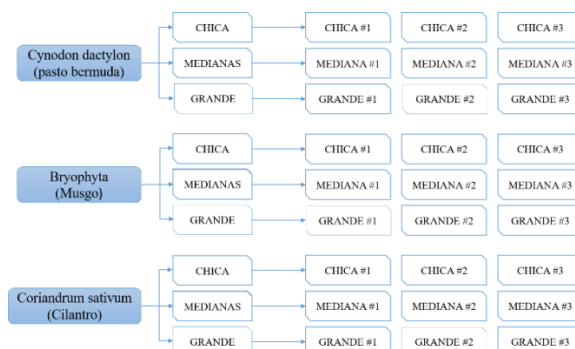 CHICA CHICA #1 CHICA #2 CHICA #3
Cynodon dactylon
(pasto bermuda)
MEDIANAS MEDIANA #1 MEDIANA #2 MEDIANA #3
GRANDE GRANDE #1 GRANDE #2 GRANDE #3
CHICA CHICA #1 CHICA #2 CHICA #3
Bryophyta
(Musgo)
MEDIANAS MEDIANA #1 MEDIANA #2 MEDIANA #3
GRANDE GRANDE #1 GRANDE #2 GRANDE #3
CHICA CHICA #1 CHICA #2 CHICA #3
Coriandrum sativum
(Cilantro)
MEDIANAS MEDIANA #1 MEDIANA #2 MEDIANA #3
GRANDE GRANDE #1 GRANDE #2 GRANDE #3